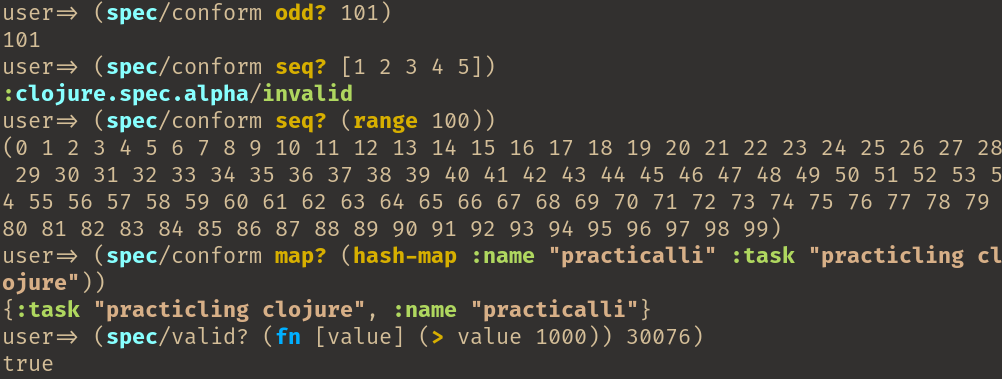 user=> (spec/conform odd? 101)
101
user=> (spec/conform seq? [1 2 3 4 5])
:clojure.spec.alpha/invalid
user=> (spec/conform seq? (range 100))
(0 1 2 3 4 5 6 7 8 9 10 11 12 13 14 15 16 17 18 19 20 21 22 23 24 25 26 27 28
 29 30 31 32 33 34 35 36 37 38 39 40 41 42 43 44 45 46 47 48 49 50 51 52 53 5
4 55 56 57 58 59 60 61 62 63 64 65 66 67 68 69 70 71 72 73 74 75 76 77 78 79
80 81 82 83 84 85 86 87 88 89 90 91 92 93 94 95 96 97 98 99)
user=> (spec/conform map? (hash-map :name "practicalli" :task "practicling cl
ojure"))
{:task "practicling clojure", :name "practicalli"}
user=> (spec/valid? (fn [value] (> value 1000)) 30076)
true